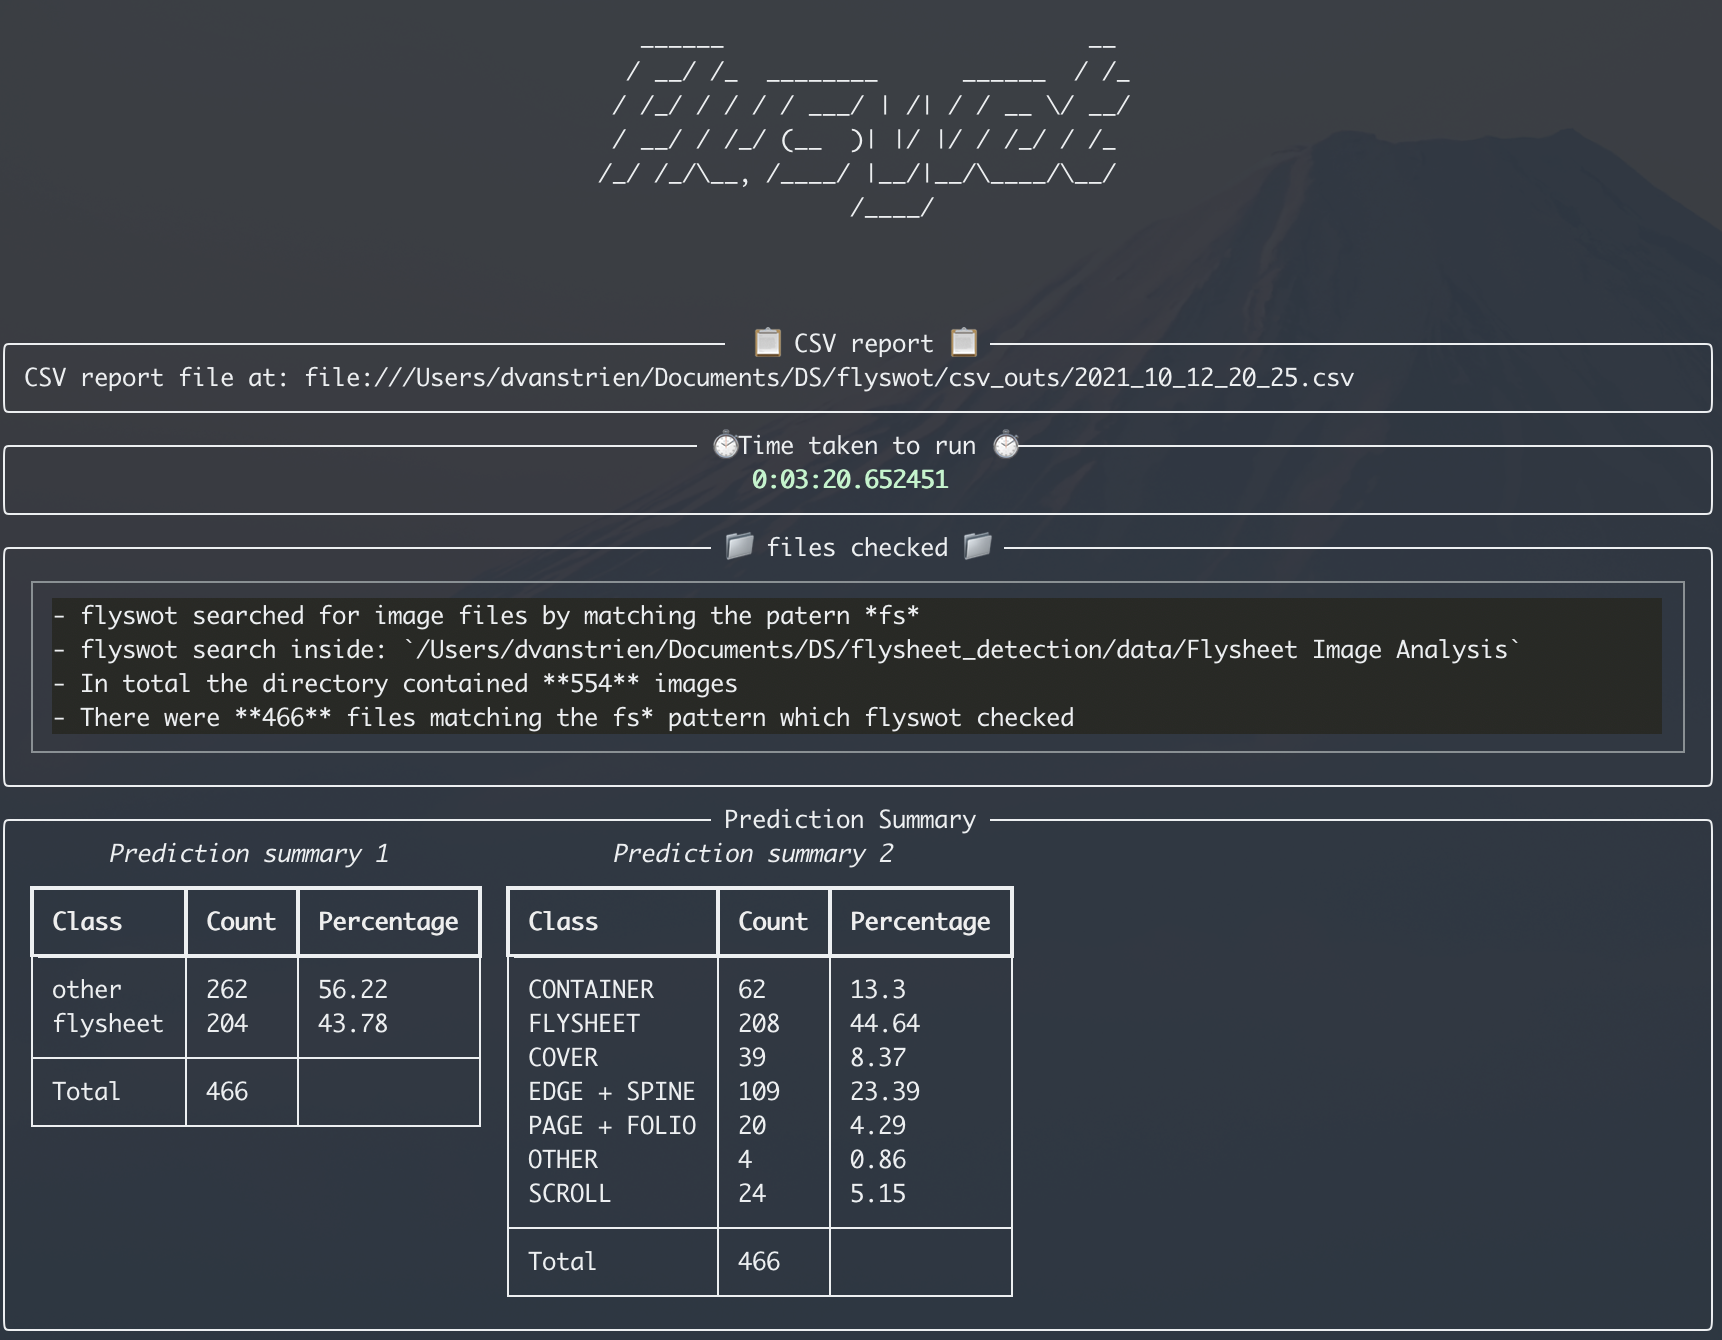 flyswot
📋 CSV report 📋
CSV report file at: file:///Users/dvanstrien/Documents/DS/flyswot/csv_outs/2021_10_12_20_25.csv
⏱Time taken to run ⏱
0:03:20.652451
📁 files checked 📁
- flyswot searched for image files by matching the patern *fs*
- flyswot search inside: `/Users/dvanstrien/Documents/DS/flysheet_detection/data/Flysheet Image Analysis`
- In total the directory contained **554** images
- There were **466** files matching the fs* pattern which flyswot checked
Prediction Summary
Prediction summary 1
Class Count Percentage
other 262 56.22
flysheet 204 43.78
Total 466
Prediction summary 2
Class Count Percentage
CONTAINER 62 13.3
FLYSHEET 208 44.64
COVER 39 8.37
EDGE + SPINE 109 23.39
PAGE + FOLIO 20 4.29
OTHER 4 0.86
SCROLL 24 5.15
Total 466